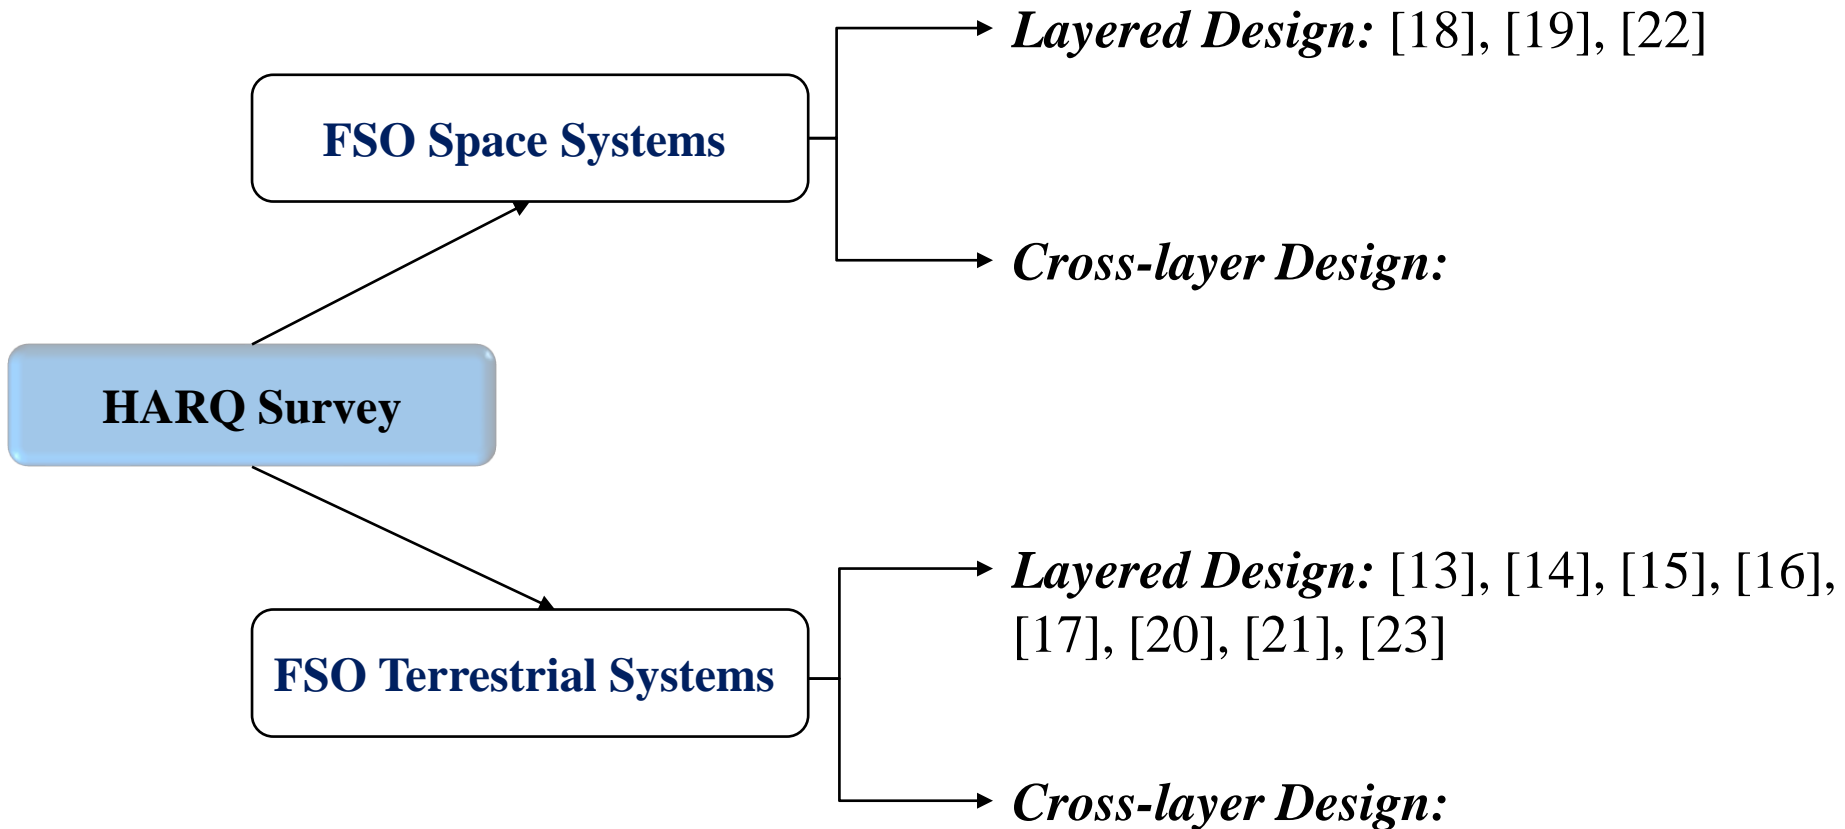 Layered Design: [18], [19], [22]
FSO Space Systems
Cross-layer Design:
HARQ Survey
Layered Design: [13], [14], [15], [16],
[17], [20], [21], [23]
FSO Terrestrial Systems
Cross-layer Design: